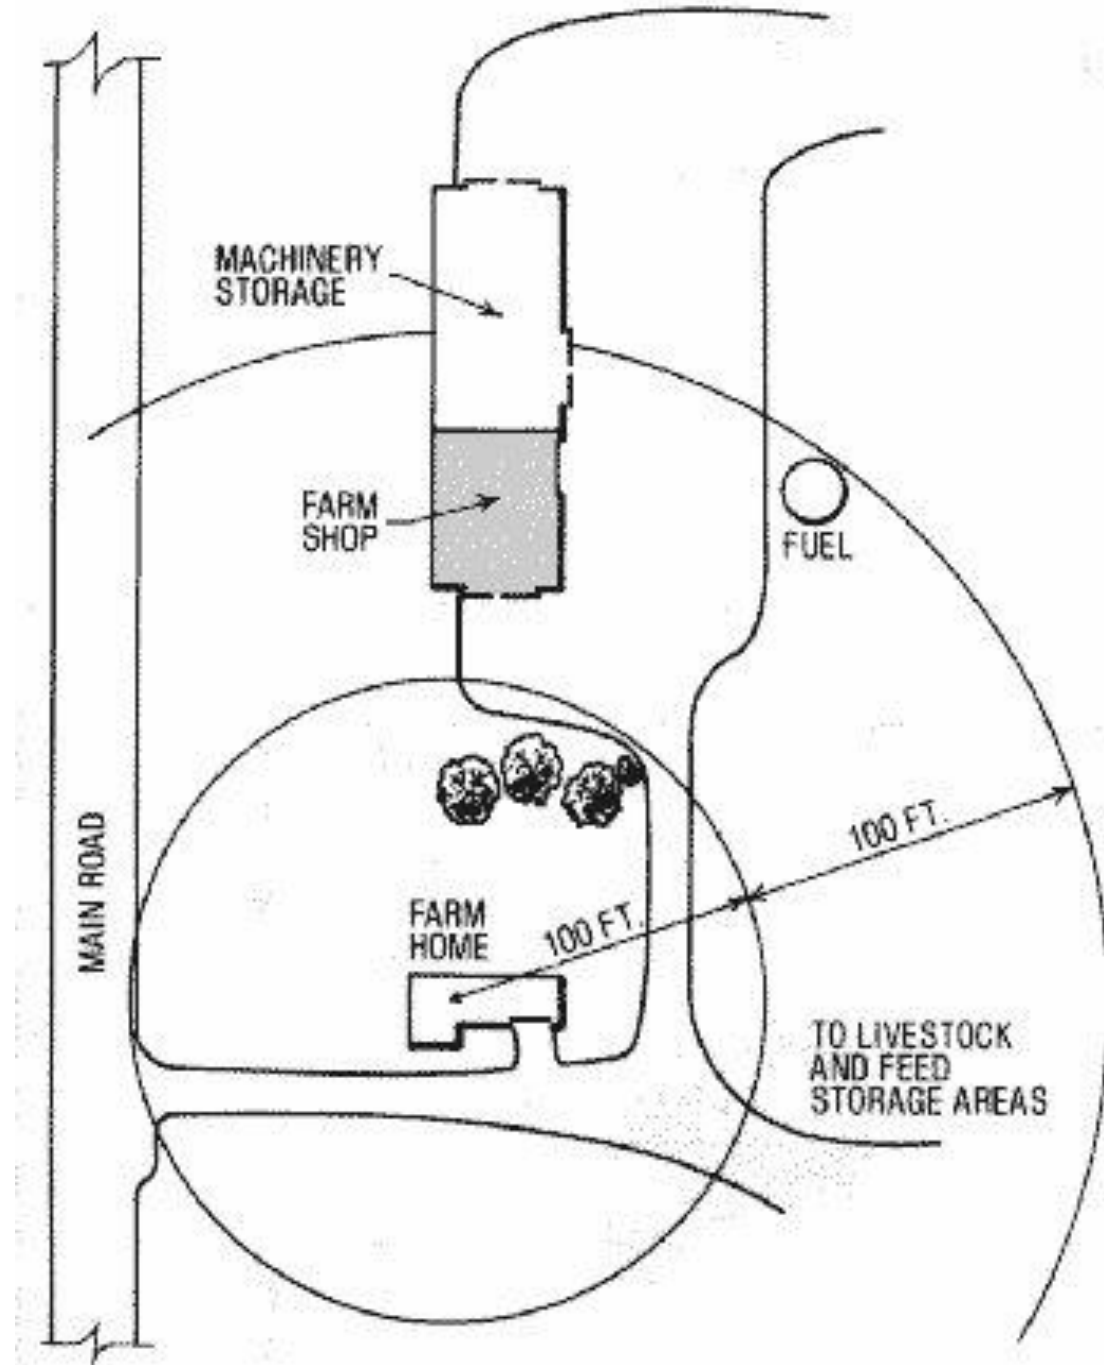 MACHINERY
STORAGE
FARM
SHOP
FUEL
MAIN ROAD
FARM
HOME
100 FT.
100 FT.
TO LIVESTOCK
AND FEED
STORAGE AREAS